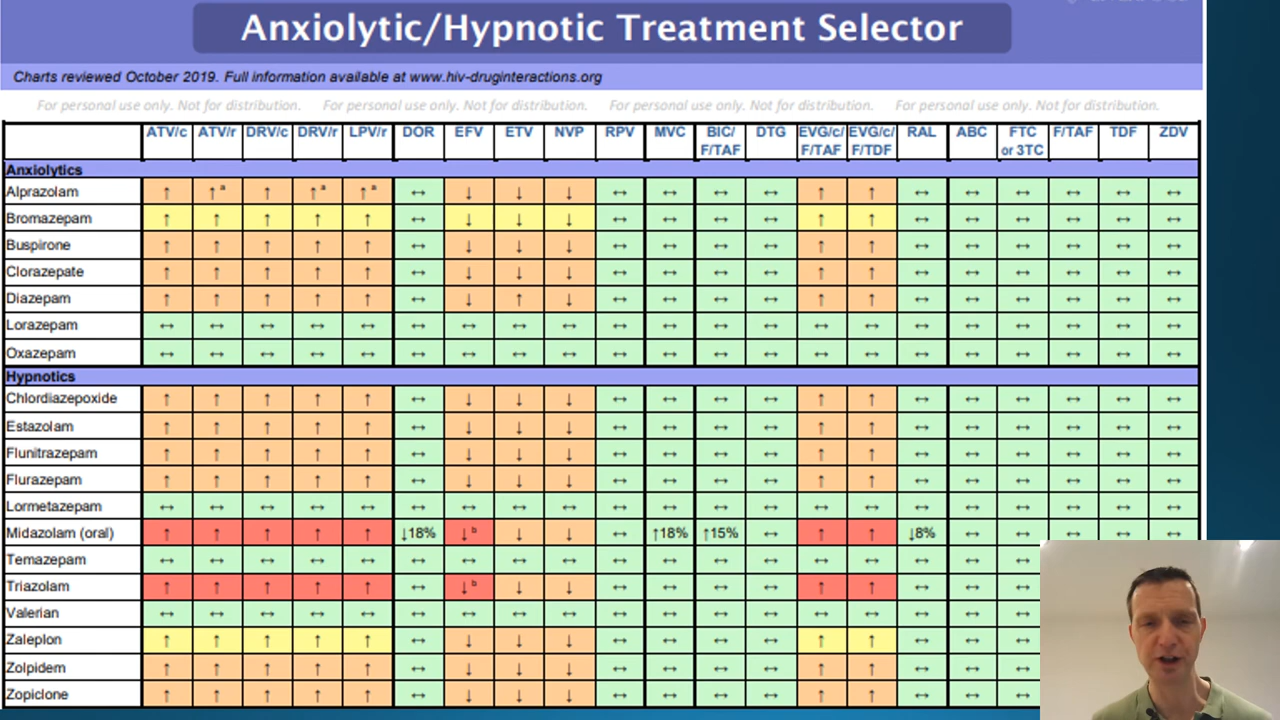 Anxiolytic/Hypnotic Treatment Selector
Charts reviewed October 2019. Full information available at www.hiv-druginteractions.org
For personal use only. Not for distribution. For personal use only. Not for distribution. For personal use only. Not for distribution. For personal use only. Not for distribution.
ATV/c ATV/r DRV/c DRV/r LPV/r DOR EFV ETV NVP RPV MVC BIC/ F/TAF DTG EVG/c/ F/TAF EVG/c/ F/TDF RAL ABC FTC or 3TC F/TAF TDF ZDV
Anxiolytics
Alprazolam ↑ ↑a ↑ ↑a ↑a ↔ ↓ ↓ ↓ ↔ ↔ ↔ ↔ ↑ ↑ ↔ ↔ ↔ ↔ ↔ ↔
Bromazepam ↑ ↑ ↑ ↑ ↑ ↔ ↓ ↓ ↓ ↔ ↔ ↔ ↔ ↑ ↑ ↔ ↔ ↔ ↔ ↔ ↔
Buspirone ↑ ↑ ↑ ↑ ↑ ↔ ↓ ↓ ↓ ↔ ↔ ↔ ↔ ↑ ↑ ↔ ↔ ↔ ↔ ↔ ↔
Clorazepate ↑ ↑ ↑ ↑ ↑ ↔ ↓ ↓ ↓ ↔ ↔ ↔ ↔ ↑ ↑ ↔ ↔ ↔ ↔ ↔ ↔
Diazepam ↑ ↑ ↑ ↑ ↑ ↔ ↓ ↑ ↓ ↔ ↔ ↔ ↔ ↑ ↑ ↔ ↔ ↔ ↔ ↔ ↔
Lorazepam ↔ ↔ ↔ ↔ ↔ ↔ ↔ ↔ ↔ ↔ ↔ ↔ ↔ ↔ ↔ ↔ ↔ ↔ ↔ ↔ ↔
Oxazepam ↔ ↔ ↔ ↔ ↔ ↔ ↔ ↔ ↔ ↔ ↔ ↔ ↔ ↔ ↔ ↔ ↔ ↔ ↔ ↔ ↔
Hypnotics
Chlordiazepoxide ↑ ↑ ↑ ↑ ↑ ↔ ↓ ↓ ↓ ↔ ↔ ↔ ↔ ↑ ↑ ↔ ↔ ↔ ↔ ↔ ↔
Estazolam ↑ ↑ ↑ ↑ ↑ ↔ ↓ ↓ ↓ ↔ ↔ ↔ ↔ ↑ ↑ ↔ ↔ ↔ ↔ ↔ ↔
Flunitrazepam ↑ ↑ ↑ ↑ ↑ ↔ ↓ ↓ ↓ ↔ ↔ ↔ ↔ ↑ ↑ ↔ ↔ ↔ ↔ ↔ ↔
Flurazepam ↑ ↑ ↑ ↑ ↑ ↔ ↓ ↓ ↓ ↔ ↔ ↔ ↔ ↑ ↑ ↔ ↔ ↔ ↔ ↔ ↔
Lormetazepam ↔ ↔ ↔ ↔ ↔ ↔ ↔ ↔ ↔ ↔ ↔ ↔ ↔ ↔ ↔ ↔ ↔ ↔ ↔ ↔ ↔
Midazolam (oral) ↑ ↑ ↑ ↑ ↑ ↓18% ↓b ↓ ↓ ↔ ↑18% ↑15% ↔ ↑ ↑ ↓8% ↔ ↔ ↔ ↔ ↔
Temazepam ↔ ↔ ↔ ↔ ↔ ↔ ↔ ↔ ↔ ↔ ↔ ↔ ↔ ↔ ↔ ↔ ↔ ↔
Triazolam ↑ ↑ ↑ ↑ ↑ ↔ ↓b ↓ ↓ ↔ ↔ ↔ ↔ ↑ ↑ ↔ ↔ ↔
Valerian ↔ ↔ ↔ ↔ ↔ ↔ ↔ ↔ ↔ ↔ ↔ ↔ ↔ ↔ ↔ ↔ ↔ ↔
Zaleplon ↑ ↑ ↑ ↑ ↑ ↔ ↓ ↓ ↓ ↔ ↔ ↔ ↔ ↑ ↑ ↔ ↔ ↔
Zolpidem ↑ ↑ ↑ ↑ ↑ ↔ ↓ ↓ ↓ ↔ ↔ ↔ ↔ ↑ ↑ ↔ ↔ ↔
Zopiclone ↑ ↑ ↑ ↑ ↑ ↔ ↓ ↓ ↓ ↔ ↔ ↔ ↔ ↑ ↑ ↔ ↔ ↔